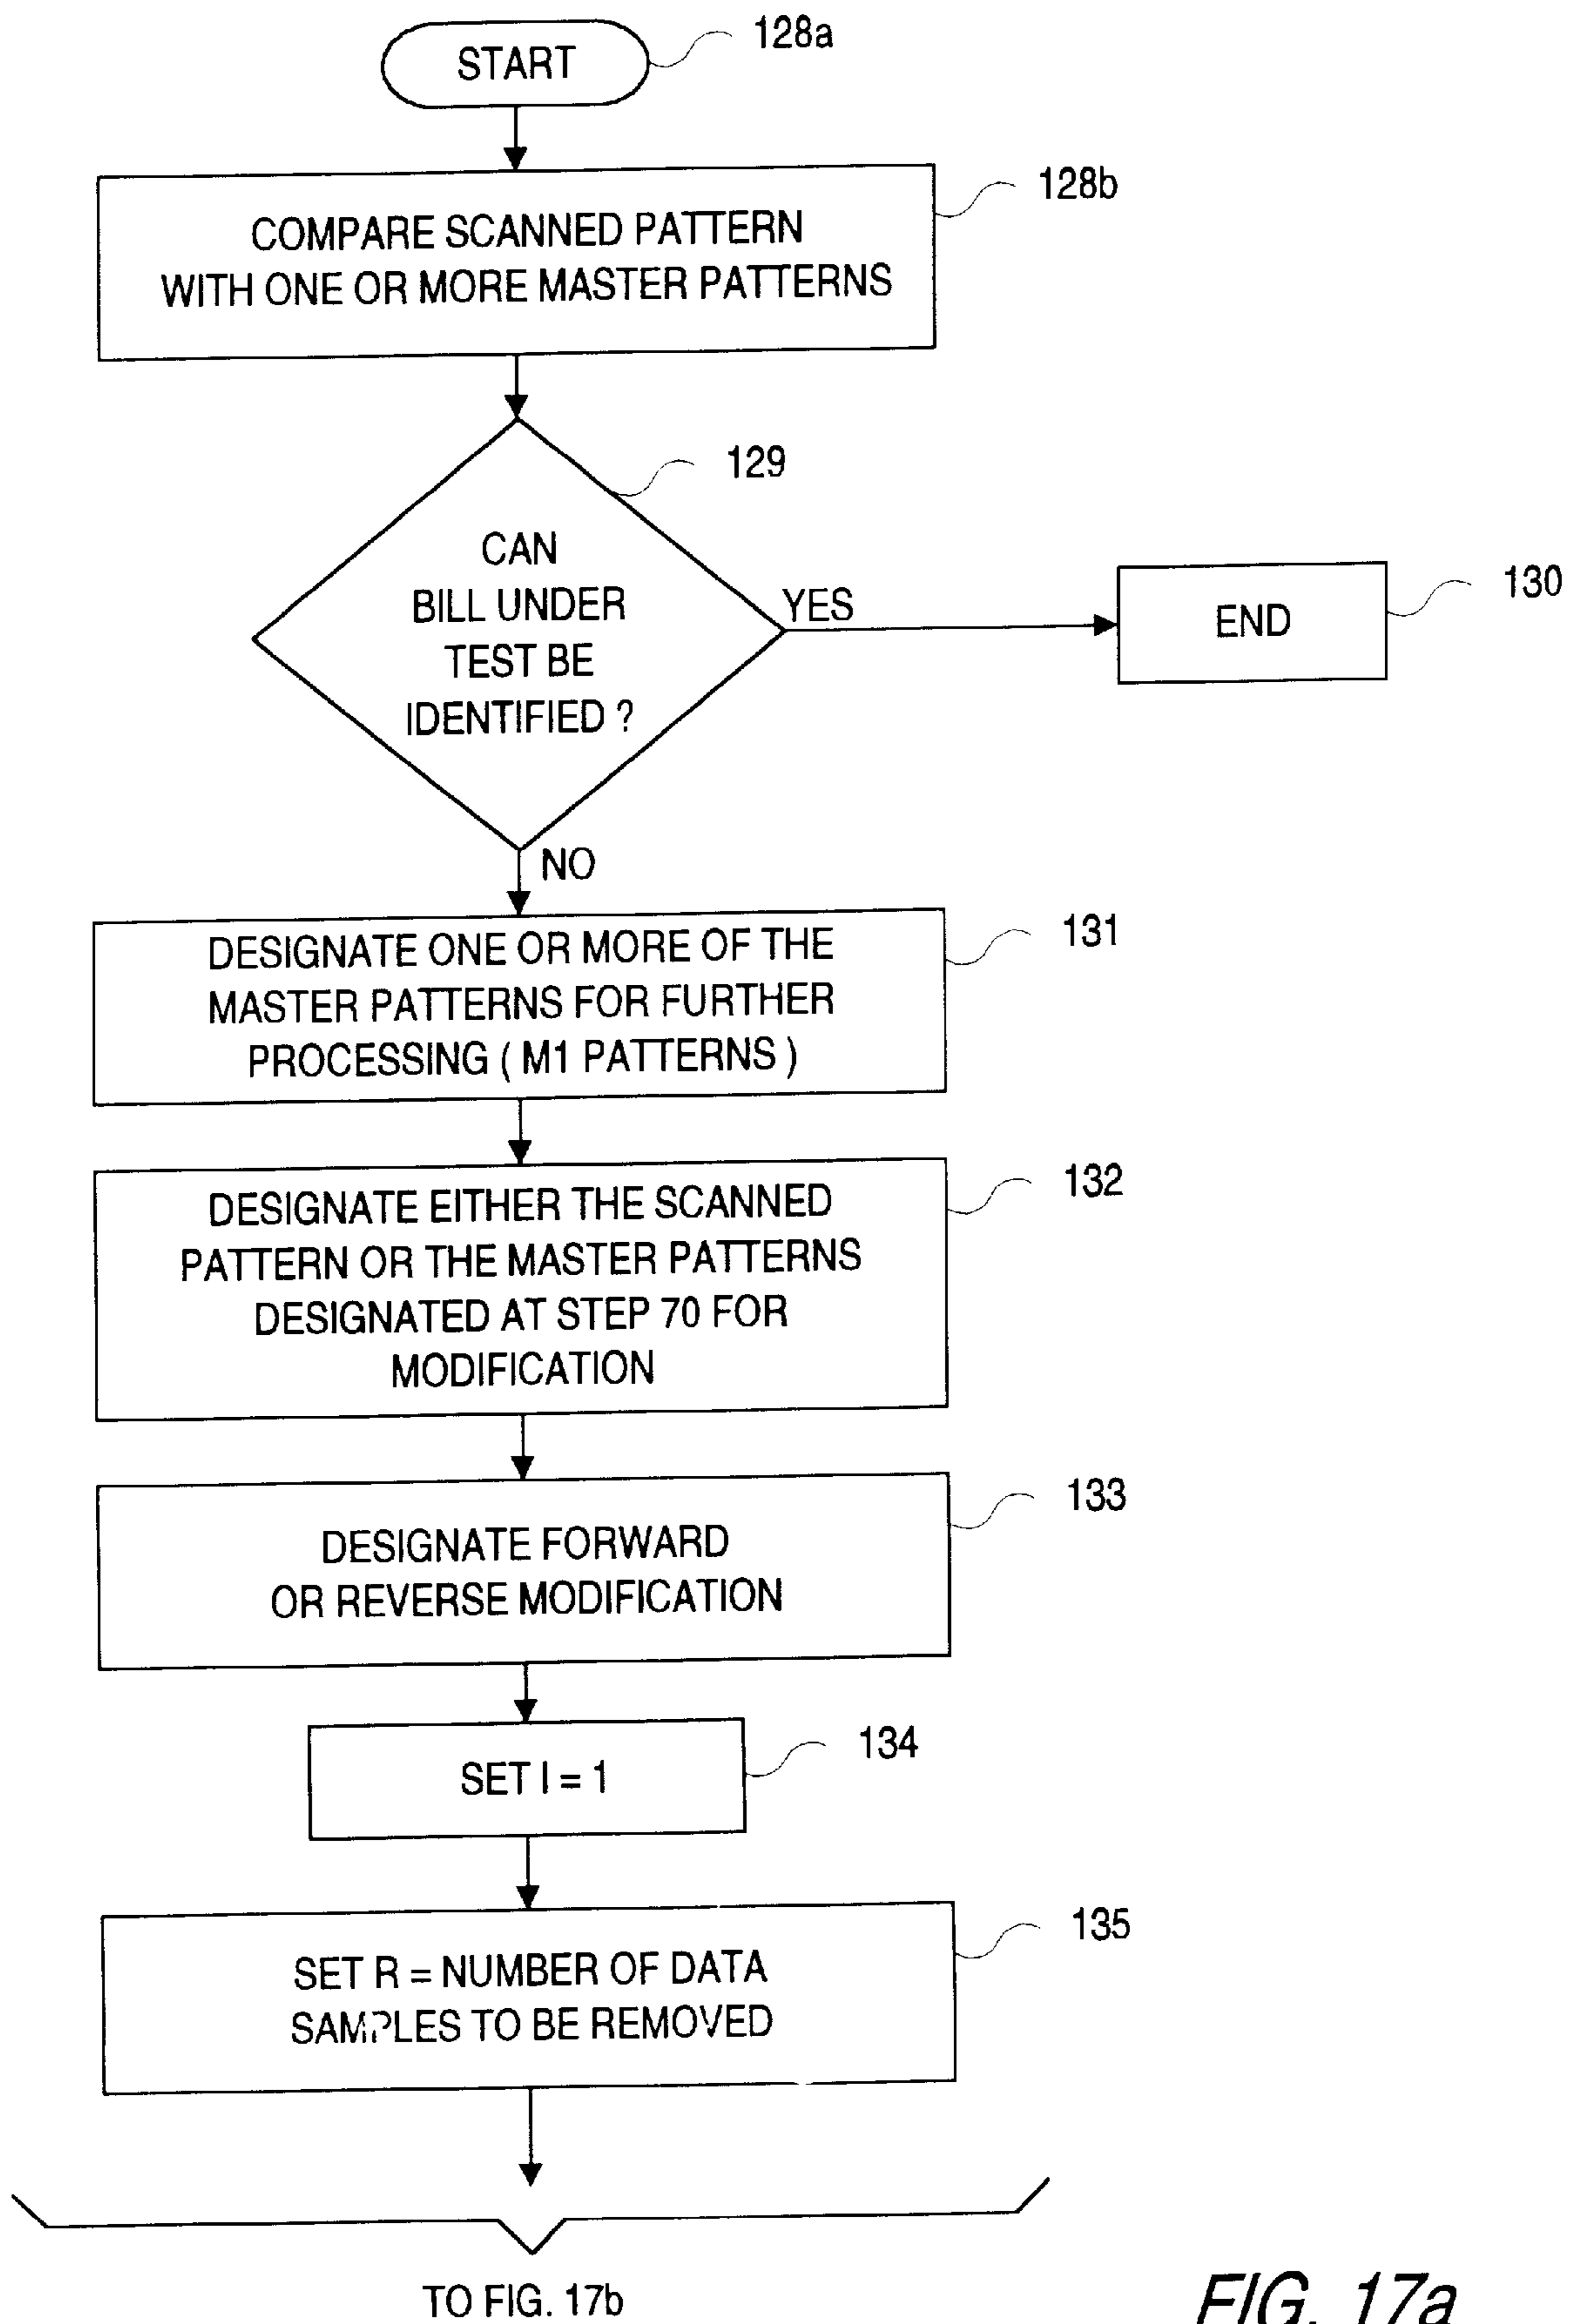 START
128a
COMPARE SCANNED PATTERN
WITH ONE OR MORE MASTER PATTERNS
128b
129
CAN
BILL UNDER
TEST BE
IDENTIFIED ?
YES
END
130
NO
DESIGNATE ONE OR MORE OF THE
MASTER PATTERNS FOR FURTHER
PROCESSING ( M1 PATTERNS )
131
DESIGNATE EITHER THE SCANNED
PATTERN OR THE MASTER PATTERNS
DESIGNATED AT STEP 70 FOR
MODIFICATION
132
DESIGNATE FORWARD
OR REVERSE MODIFICATION
133
SET I = 1
134
SET R = NUMBER OF DATA
SAMPLES TO BE REMOVED
135
TO FIG. 17b
FIG. 17a